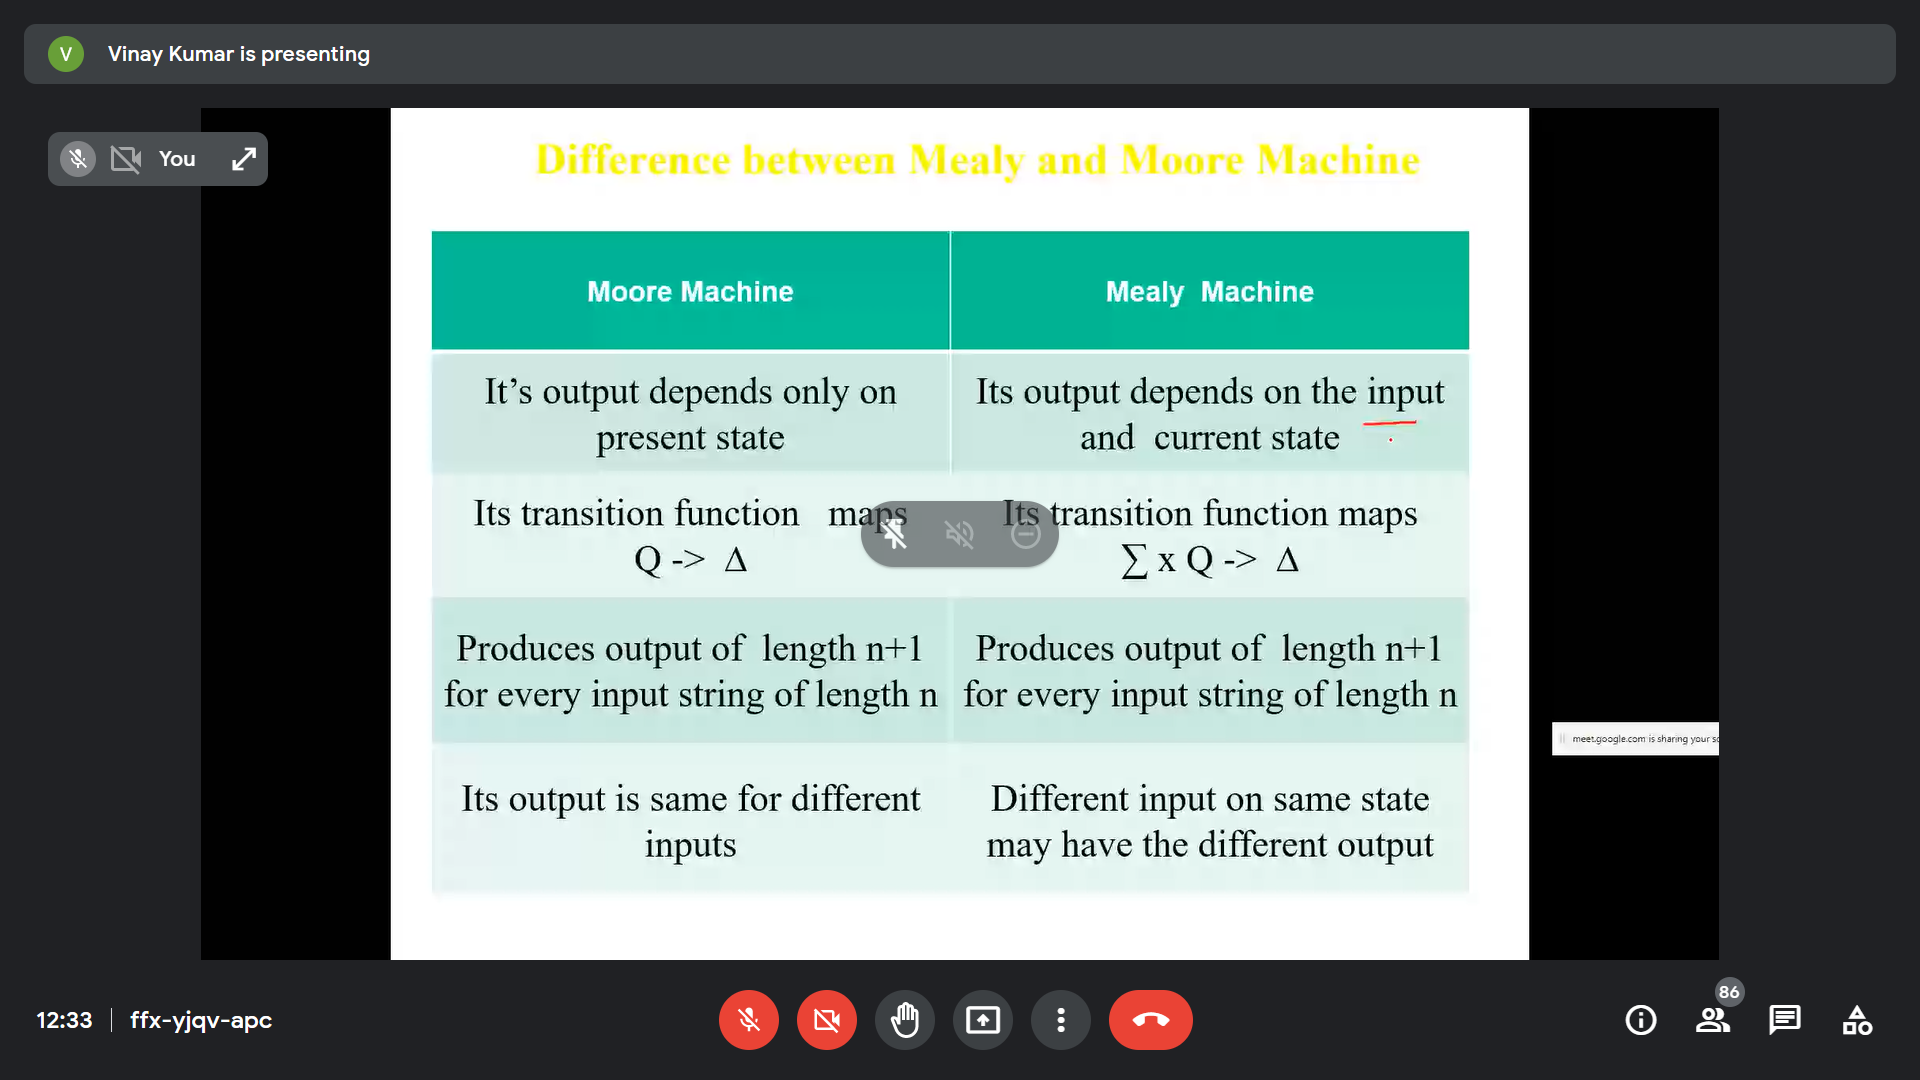 V Vinay Kumar is presenting
You
Difference between Mealy and Moore Machine
Moore Machine
Mealy Machine
It’s output depends only on
present state
Its output depends on the input
and current state
Its transition function maps
Q -> Δ
Its transition function maps
∑ x Q -> Δ
Produces output of length n+1
for every input string of length n
Produces output of length n+1
for every input string of length n
Its output is same for different
inputs
Different input on same state
may have the different output
meet.google.com is sharing your
12:33 | ffx-yjqv-apc
86